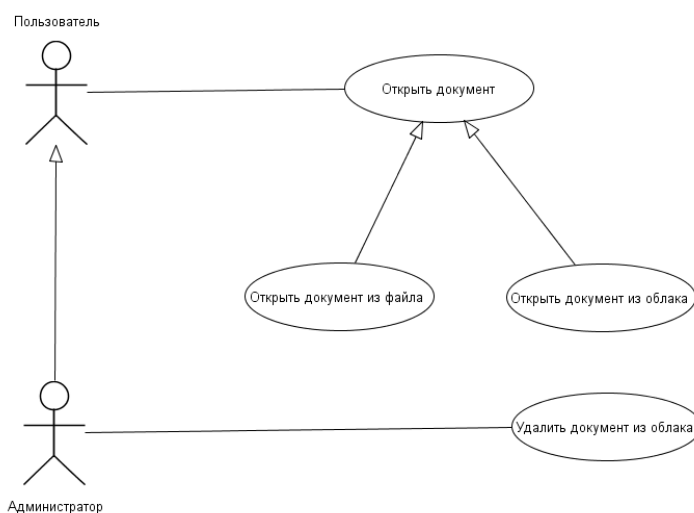 Пользователь
Открыть документ
Открыть документ из файла
Открыть документ из облака
Удалить документ из облака
Администратор